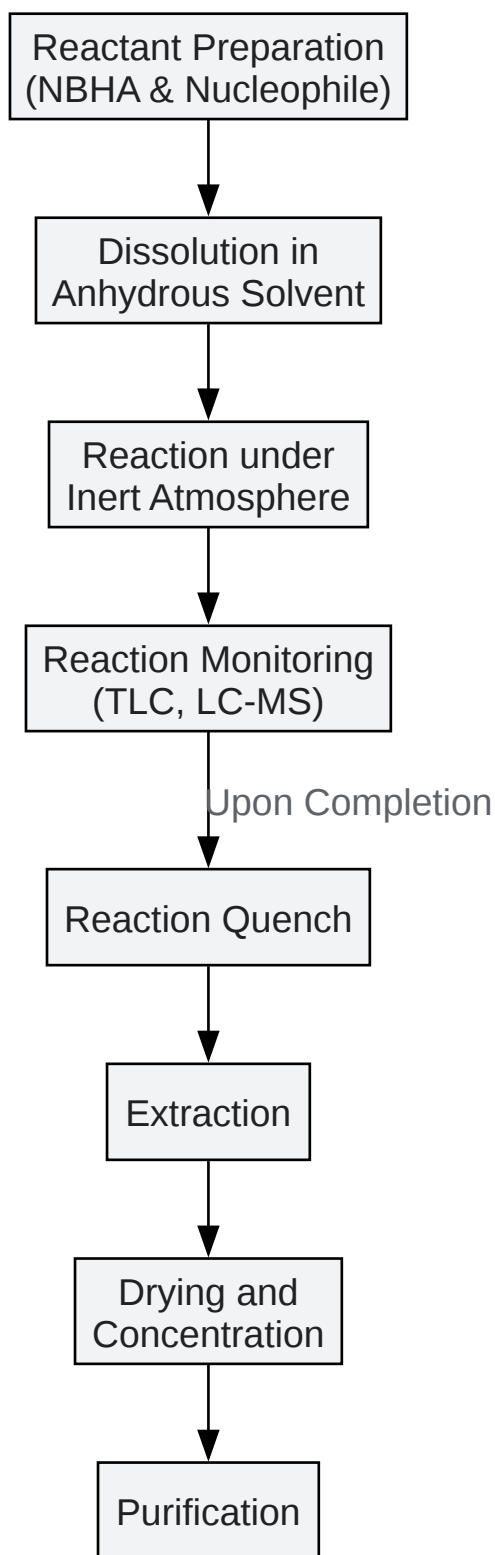 Reactant Preparation
(NBHA & Nucleophile)
Dissolution in
Anhydrous Solvent
Reaction under
Inert Atmosphere
Reaction Monitoring
(TLC, LC-MS)
Upon Completion
Reaction Quench
Extraction
Drying and
Concentration
Purification